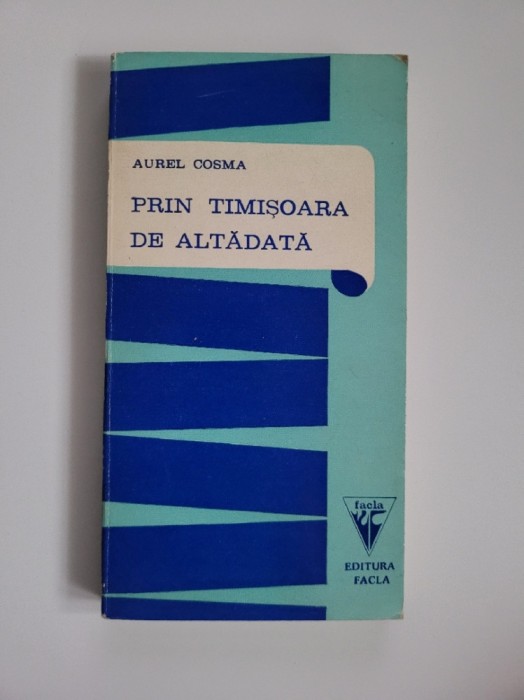 AUREL COSMA
PRIN TIMIȘOARA
DE ALTĂDATĂ
facla
EDITURA
FACLA